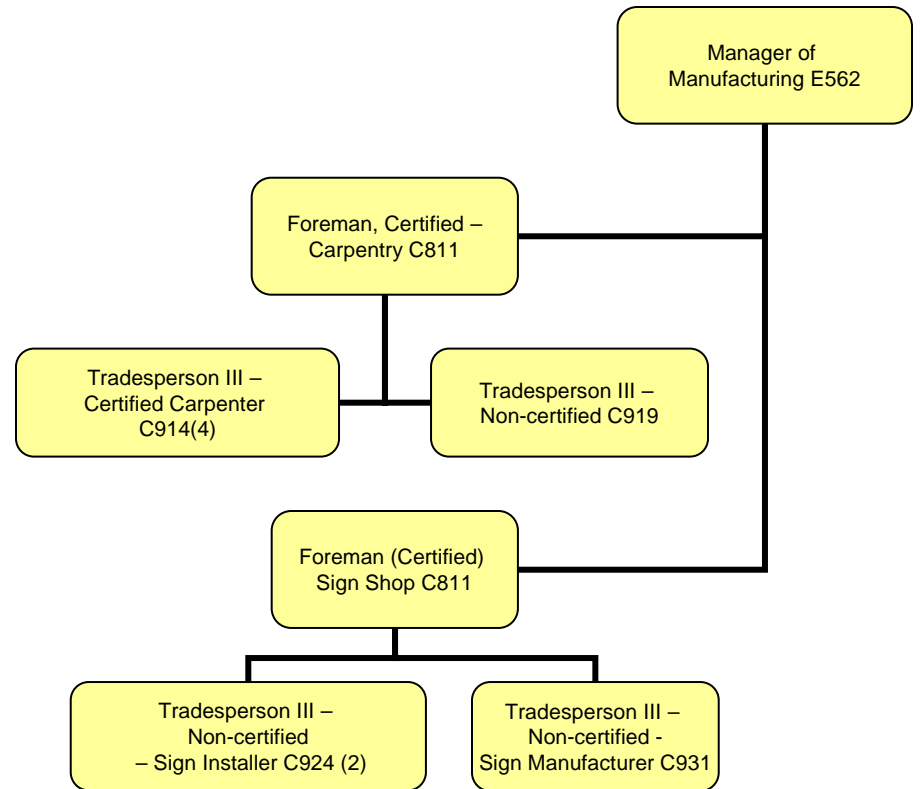 Manager of
Manufacturing E562
Foreman, Certified –
Carpentry C811
Tradesperson III –
Certified Carpenter
C914(4)
Tradesperson III –
Non-certified C919
Foreman (Certified)
Sign Shop C811
Tradesperson III –
Non-certified
– Sign Installer C924 (2)
Tradesperson III –
Non-certified -
Sign Manufacturer C931